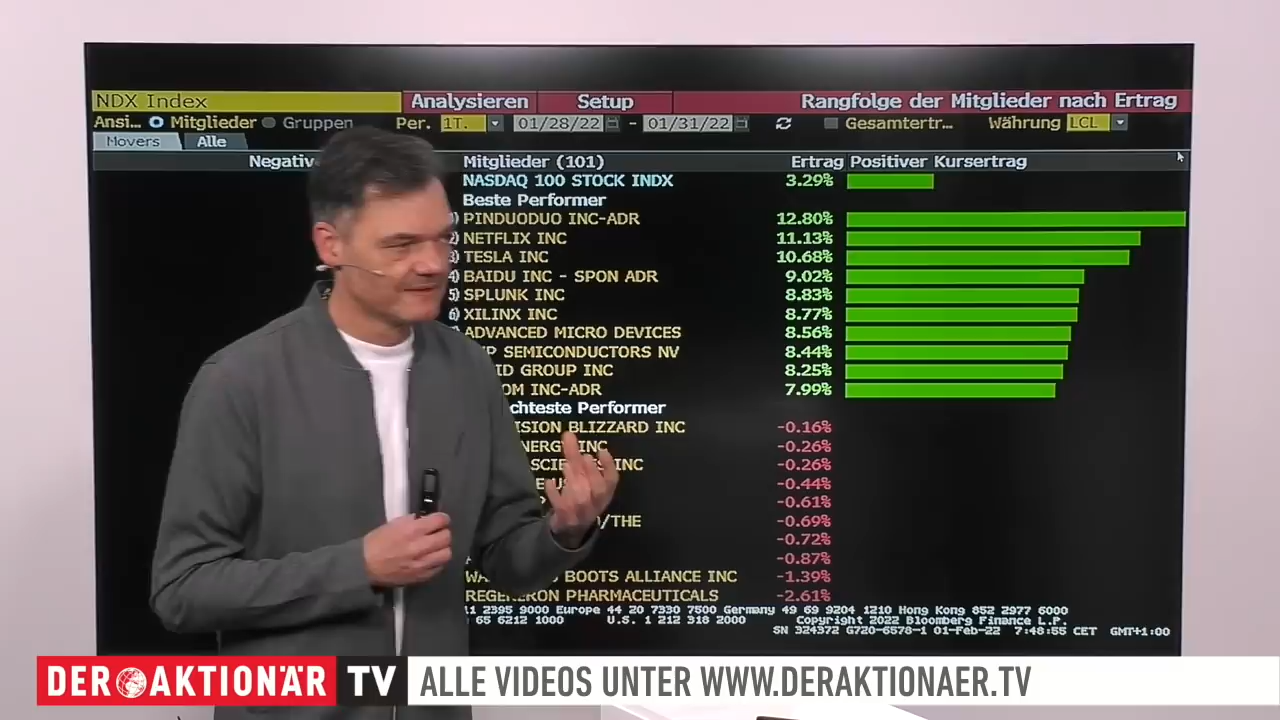 NDX Index Analysieren Setup Rangfolge der Mitglieder nach Ertrag
Ansi... Mitglieder Gruppen Per. 1T. 01/28/22 - 01/31/22 Gesamtertr... Währung LCL
Movers Alle
Mitglieder (101) Ertrag Positiver Kursertrag
NASDAQ 100 STOCK INDX 3.29%
Beste Performer
PINDUODUO INC-ADR 12.80%
2) NETFLIX INC 11.13%
3) TESLA INC 10.68%
4) BAIDU INC - SPON ADR 9.02%
5) SPLUNK INC 8.83%
6) XILINX INC 8.77%
ADVANCED MICRO DEVICES 8.56%
SEMICONDUCTORS NV 8.44%
GROUP INC 8.25%
INC-ADR 7.99%
Performer
BLIZZARD INC -0.16%
INC -0.26%
INC -0.26%
-0.44%
-0.61%
/THE -0.69%
-0.72%
-0.87%
BOOTS ALLIANCE INC -1.39%
PHARMACEUTICALS -2.61%
2395 9000 Europe 44 20 7330 7500 Germany 49 69 9204 1210 Hong Kong 852 2977 6000
65 6212 1000 U.S. 1 212 318 2000 Copyright 2022 Bloomberg Finance L.P.
SN 324372 G720-6578-1 01-Feb-22 7:48:55 CET GMT+1:00
DER AKTIONÄR TV ALLE VIDEOS UNTER WWW.DERAKTIONAER.TV